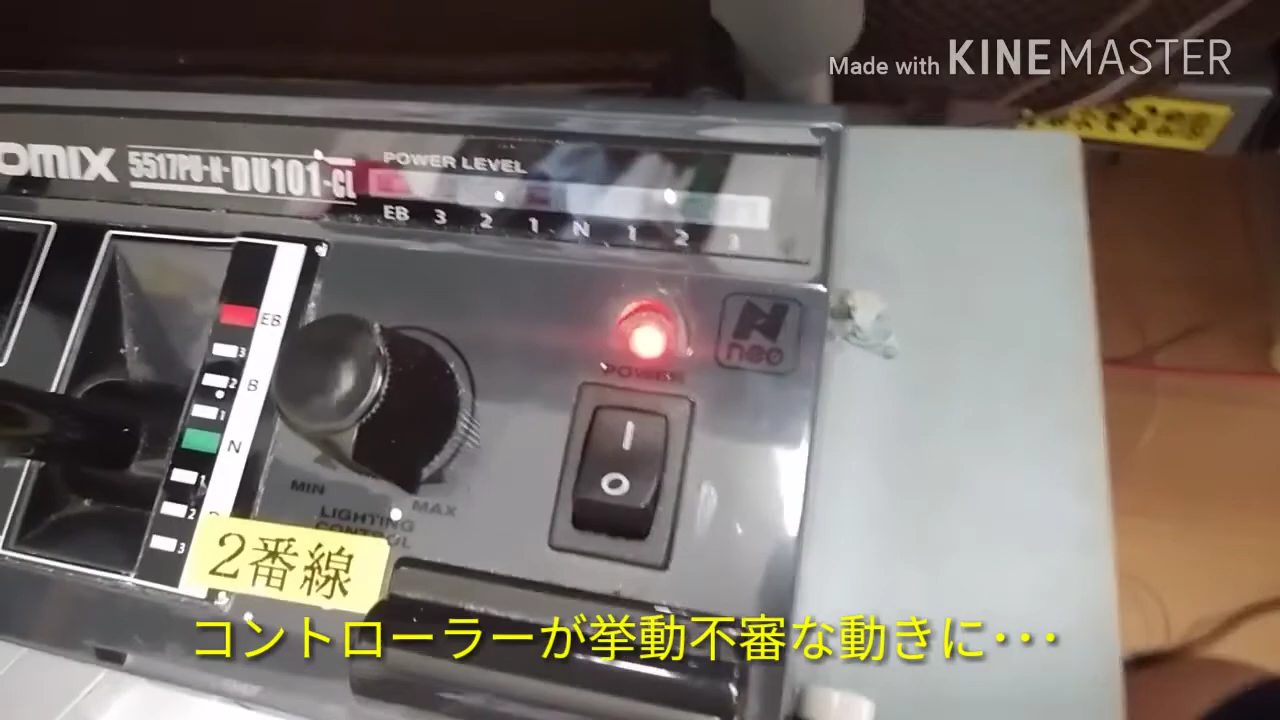 Made with KINEMASTER
OMIX 5517PU-N-DU101-CL
POWER LEVEL
EB 3 2 1 N 1 2 3
EB
3
2 B
1
N
1
2
3
POWER
neo
MIN MAX
LIGHTING
CONTROL
2番線
コントローラーが挙動不審な動きに･･･